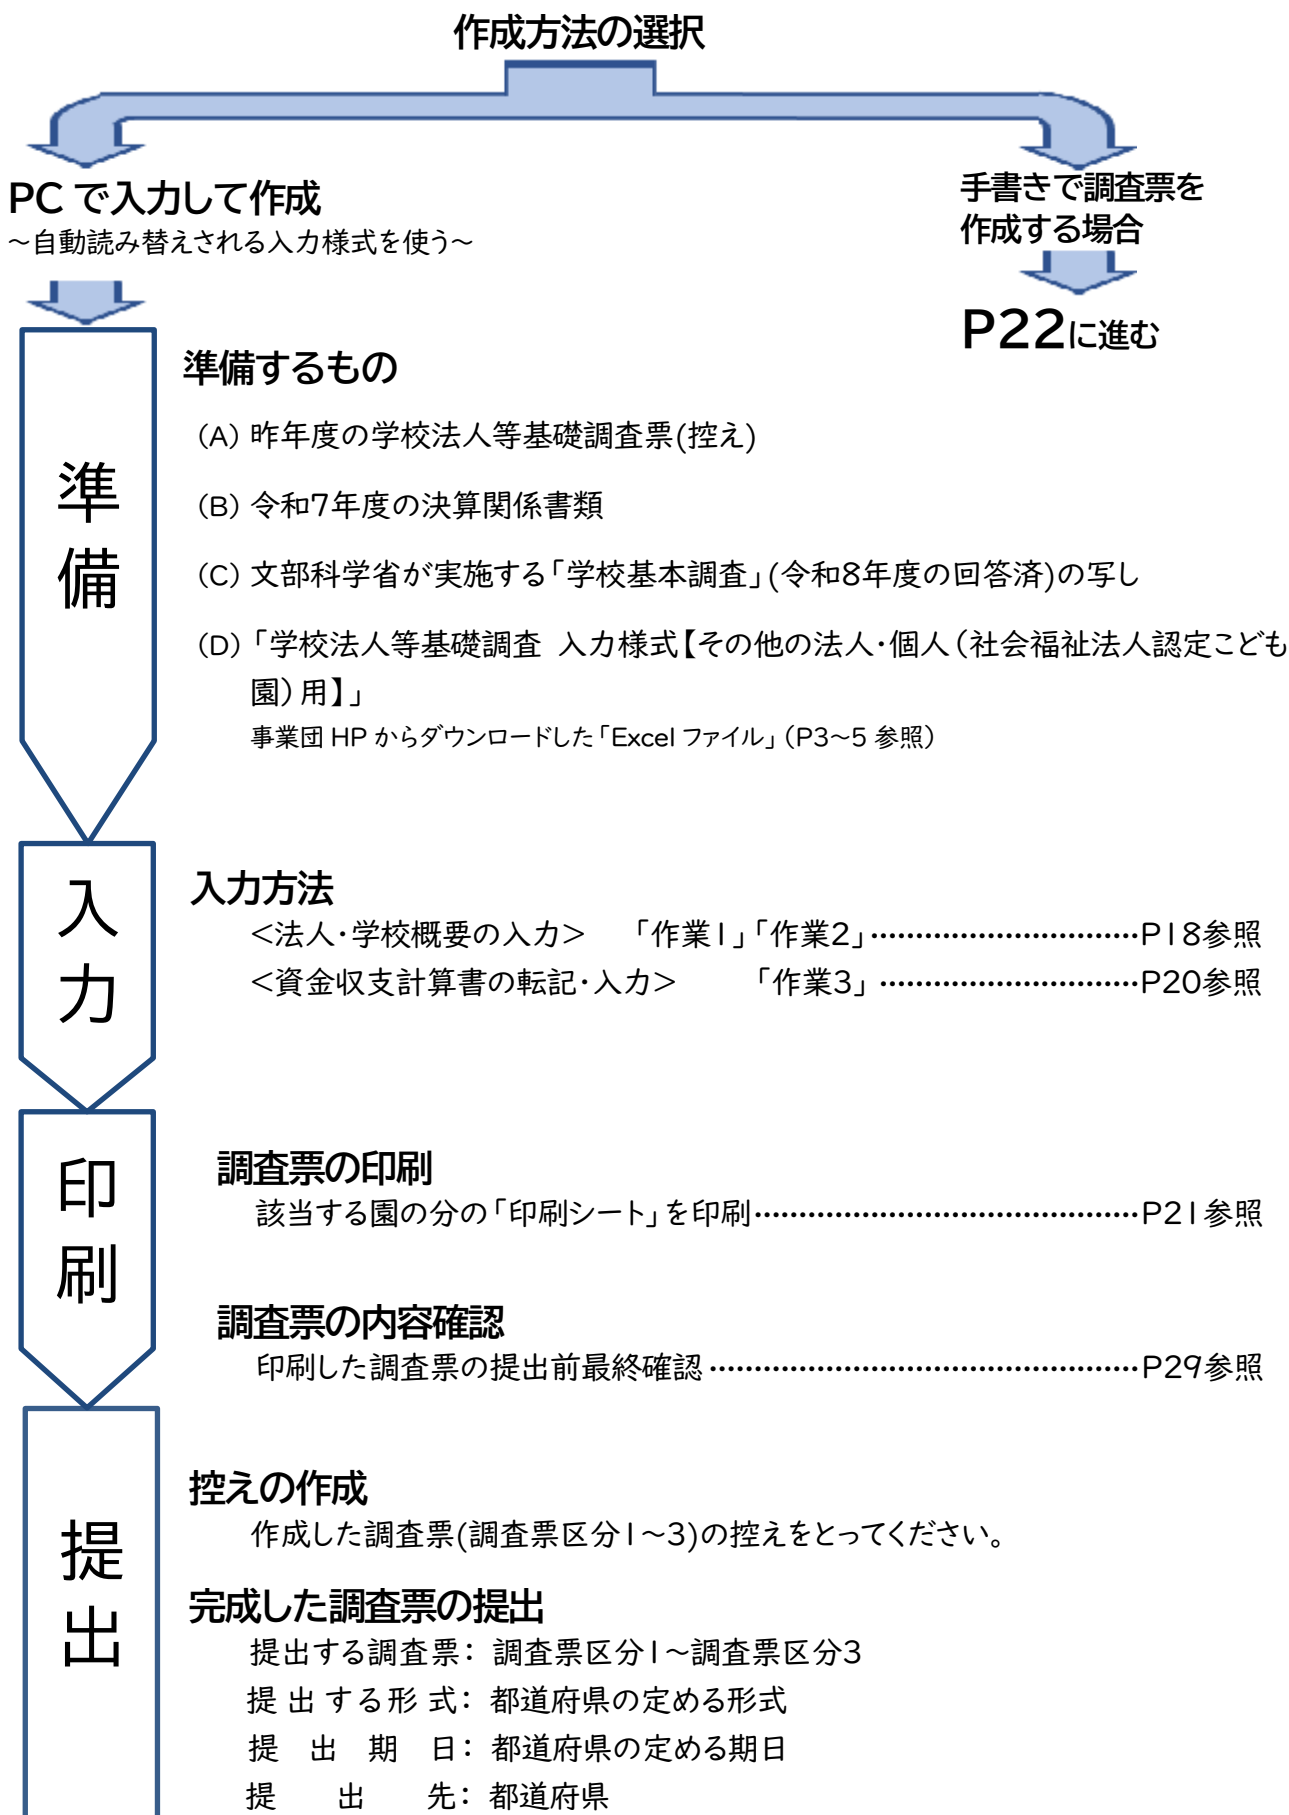 作成方法の選択
PCで入力して作成
～自動読み替えされる入力様式を使う～
手書きで調査票を
作成する場合
P22に進む
準備
準備するもの
(A) 昨年度の学校法人等基礎調査票(控え)
(B) 令和7年度の決算関係書類
(C) 文部科学省が実施する「学校基本調査」(令和8年度の回答済)の写し
(D) 「学校法人等基礎調査 入力様式【その他の法人・個人（社会福祉法人認定こども
園）用】」
事業団 HP からダウンロードした「Excel ファイル」（P3～5 参照）
入力
入力方法
＜法人・学校概要の入力＞ 「作業1」「作業2」…………………………P18参照
＜資金収支計算書の転記・入力＞ 「作業3」…………………………P20参照
印刷
調査票の印刷
該当する園の分の「印刷シート」を印刷……………………………………P21参照
調査票の内容確認
印刷した調査票の提出前最終確認…………………………………………P29参照
提出
控えの作成
作成した調査票(調査票区分1～3)の控えをとってください。
完成した調査票の提出
提出する調査票： 調査票区分1～調査票区分3
提出する形式： 都道府県の定める形式
提出期日： 都道府県の定める期日
提出先： 都道府県